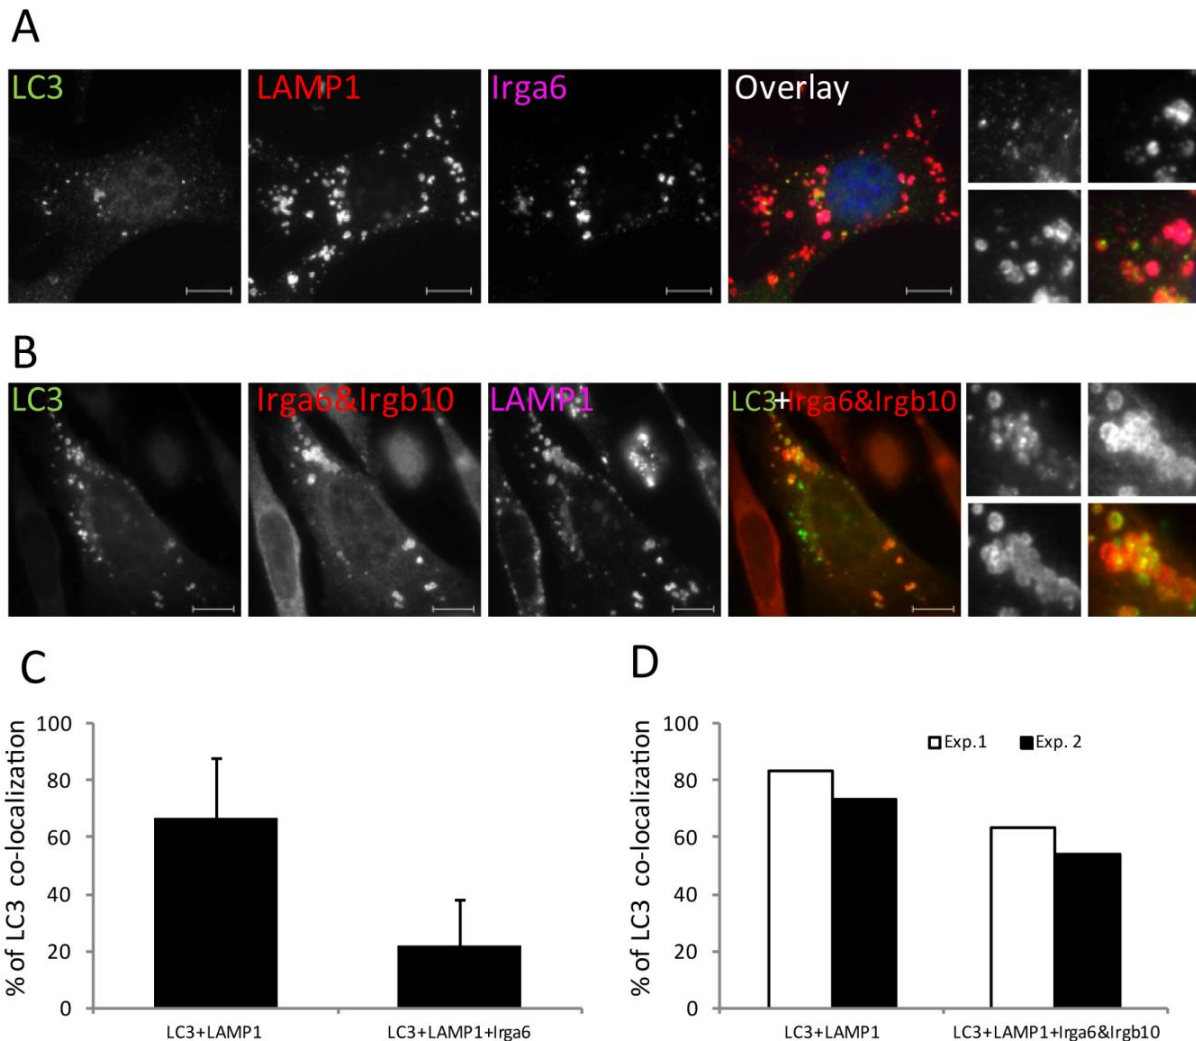 A
LC3
LAMP1
Irga6
Overlay
B
LC3
Irga6&Irgb10
LAMP1
LC3+Irga6&Irgb10
C
% of LC3 co-localization
100
80
60
40
20
0
LC3+LAMP1
LC3+LAMP1+Irga6
D
% of LC3 co-localization
100
80
60
40
20
0
Exp.1
Exp. 2
LC3+LAMP1
LC3+LAMP1+Irga6&Irgb10